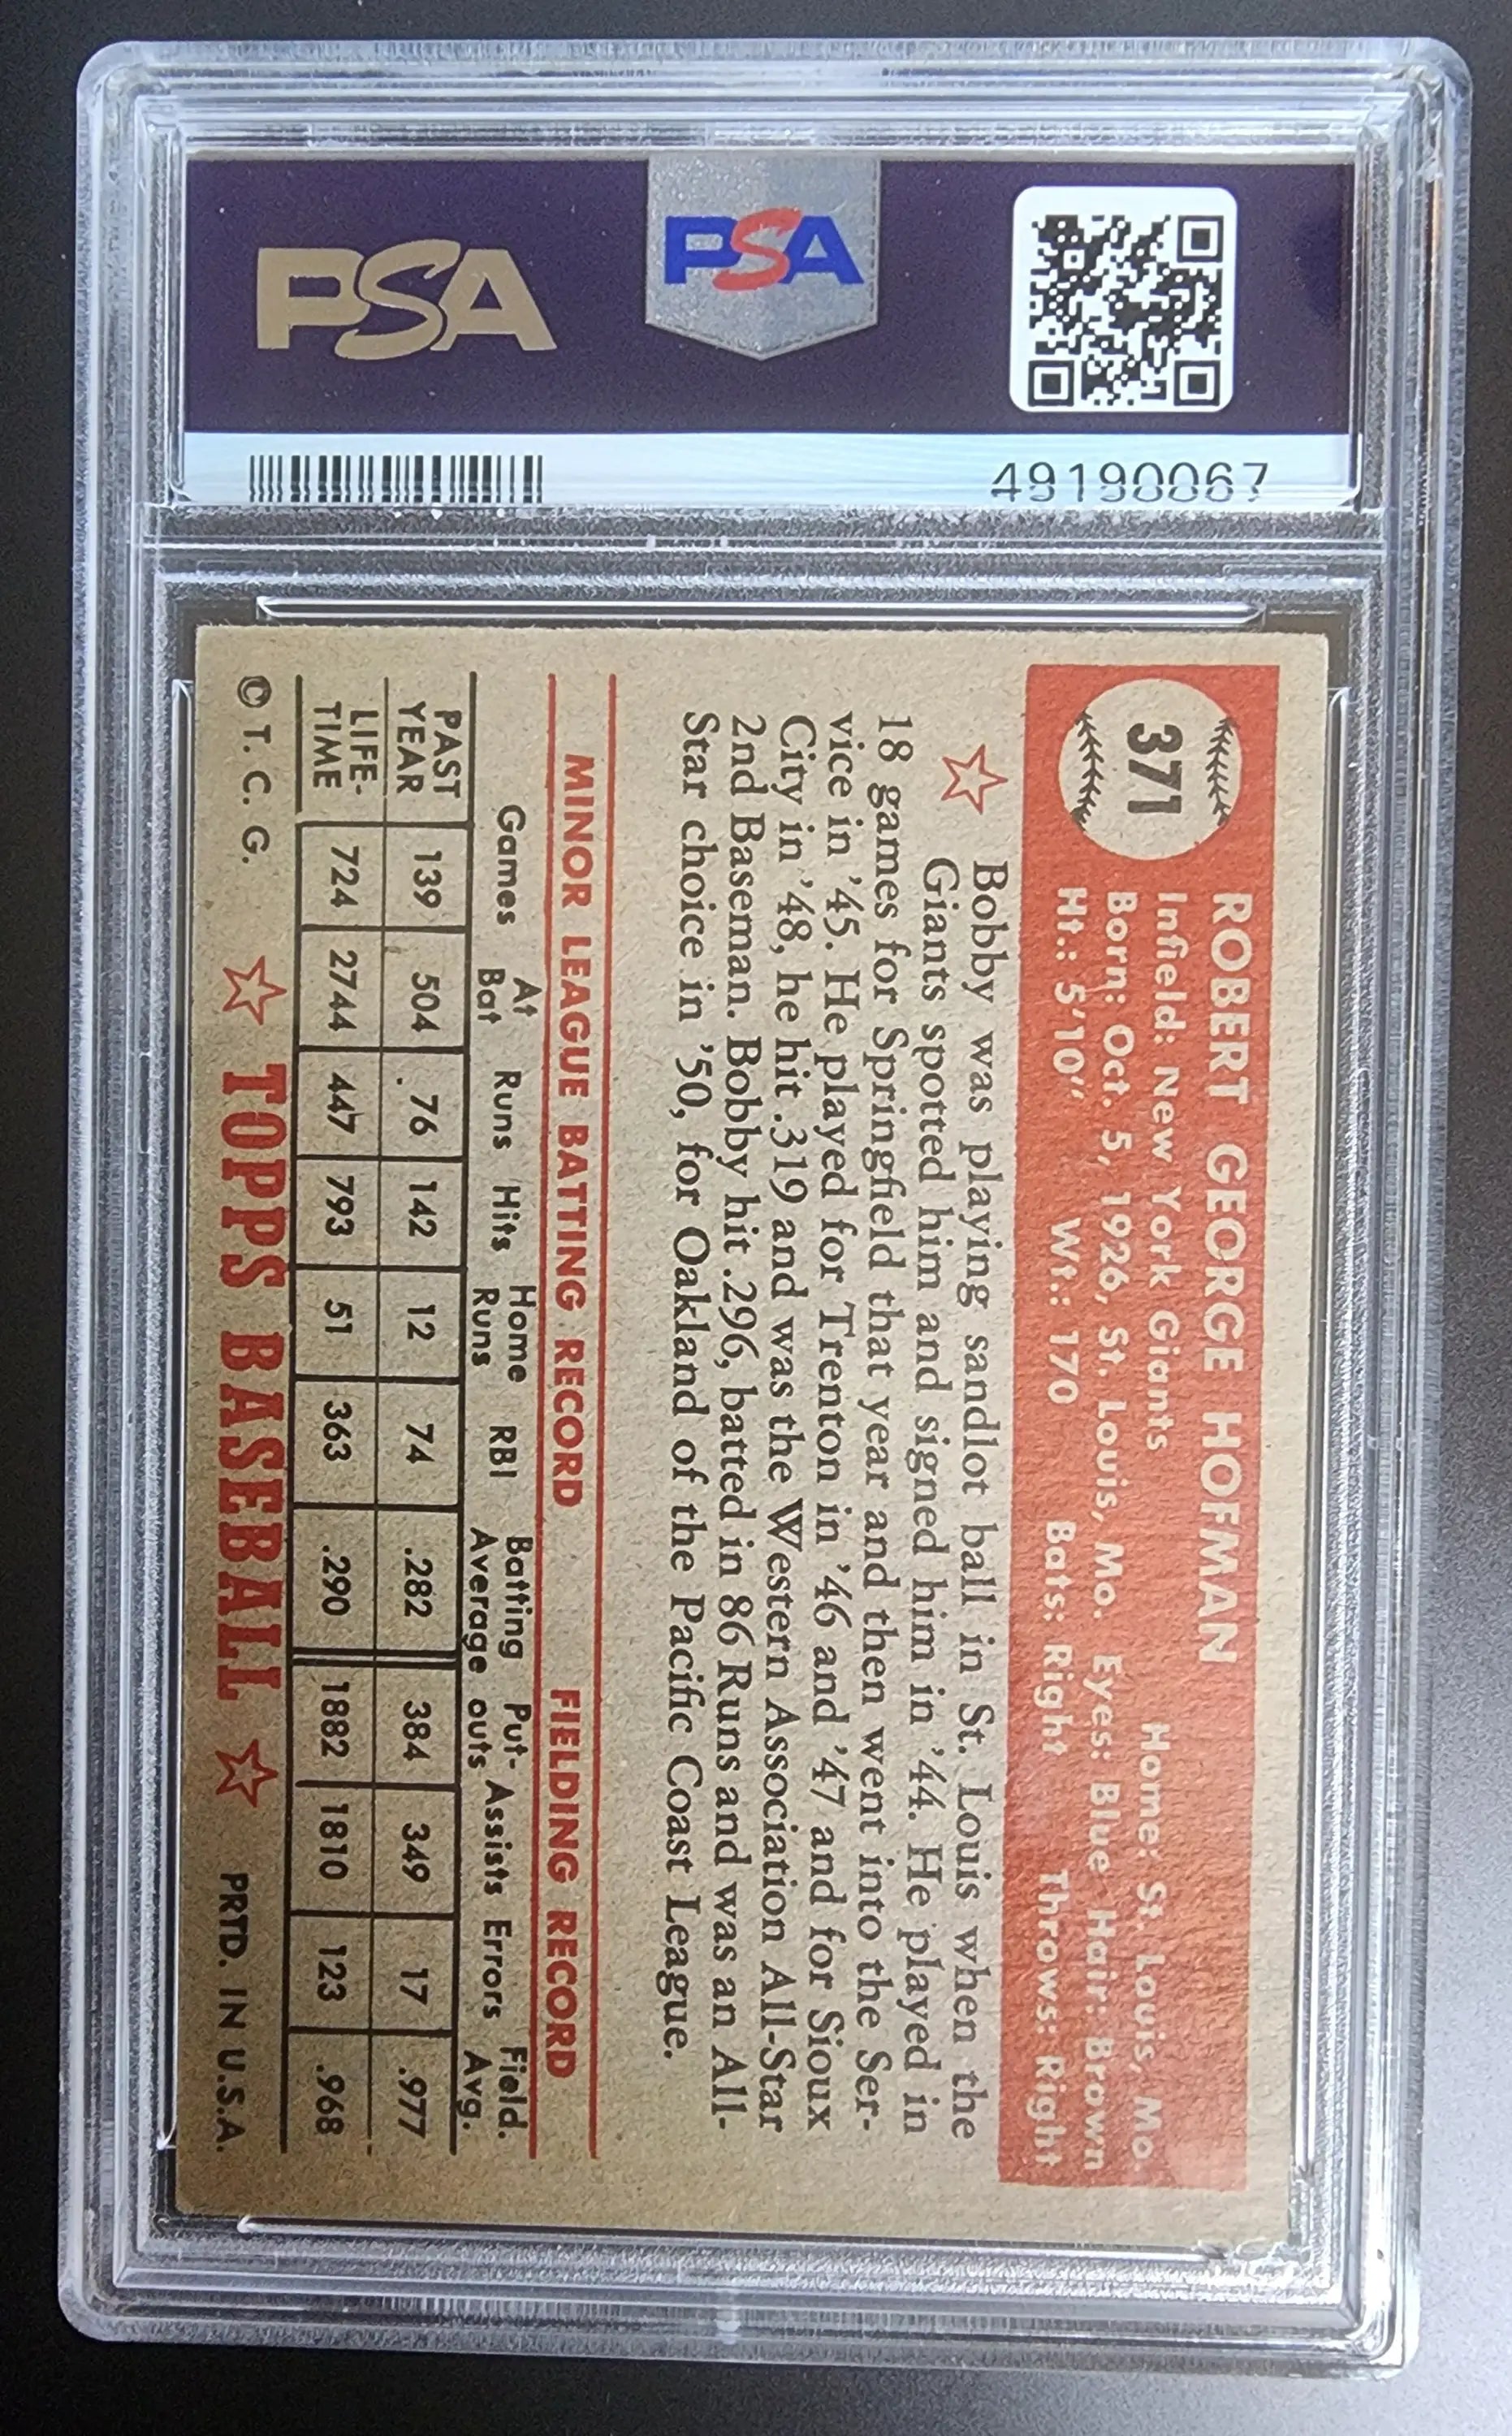 PSA
PSA
49190067
371
ROBERT GEORGE HOFMAN
Infield: New York Giants Home: St. Louis, Mo.
Born: Oct. 5, 1926, St. Louis, Mo. Eyes: Blue Hair: Brown
Ht.: 5'10" Wt.: 170 Bats: Right Throws: Right
Bobby was playing sandlot ball in St. Louis when the
Giants spotted him and signed him in '44. He played in
18 games for Springfield that year and then went into the Ser-
vice in '45. He played for Trenton in '46 and '47 and for Sioux
City in '48, he hit .319 and was the Western Association All-Star
2nd Baseman. Bobby hit .296, batted in 86 Runs and was an All-
Star choice in '50, for Oakland of the Pacific Coast League.
MINOR LEAGUE BATTING RECORD FIELDING RECORD
Games At Bat Runs Hits Home Runs RBI Batting Average Put-outs Assists Errors Field. Avg.
PAST YEAR 139 504 76 142 12 74 .282 384 349 17 .977
LIFE-TIME 724 2744 447 793 51 363 .290 1882 1810 123 .968
© T. C. G. TOPPS BASEBALL PRTD. IN U.S.A.